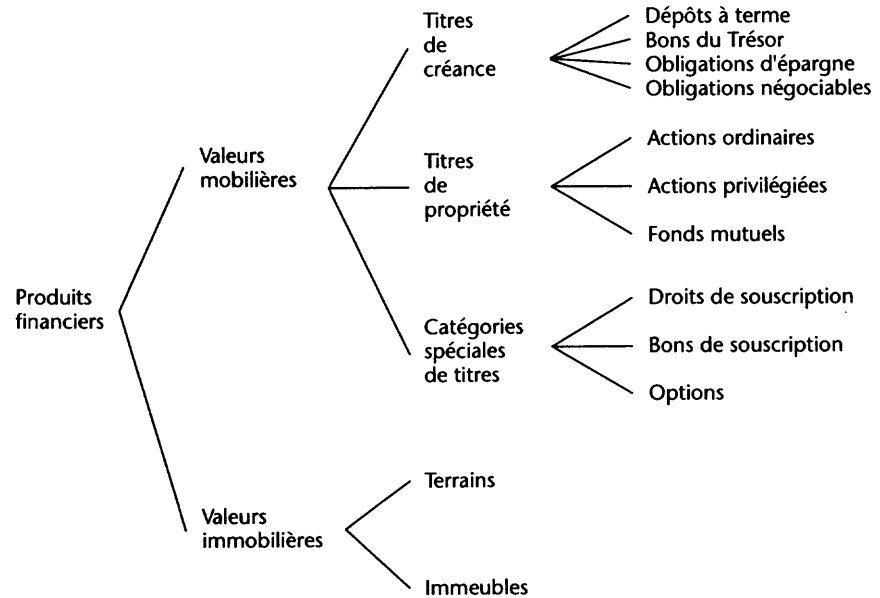 Produits
financiers
Valeurs
mobilières
Titres
de
créance
Dépôts à terme
Bons du Trésor
Obligations d'épargne
Obligations négociables
Titres
de
propriété
Actions ordinaires
Actions privilégiées
Fonds mutuels
Catégories
spéciales
de titres
Droits de souscription
Bons de souscription
Options
Valeurs
immobilières
Terrains
Immeubles